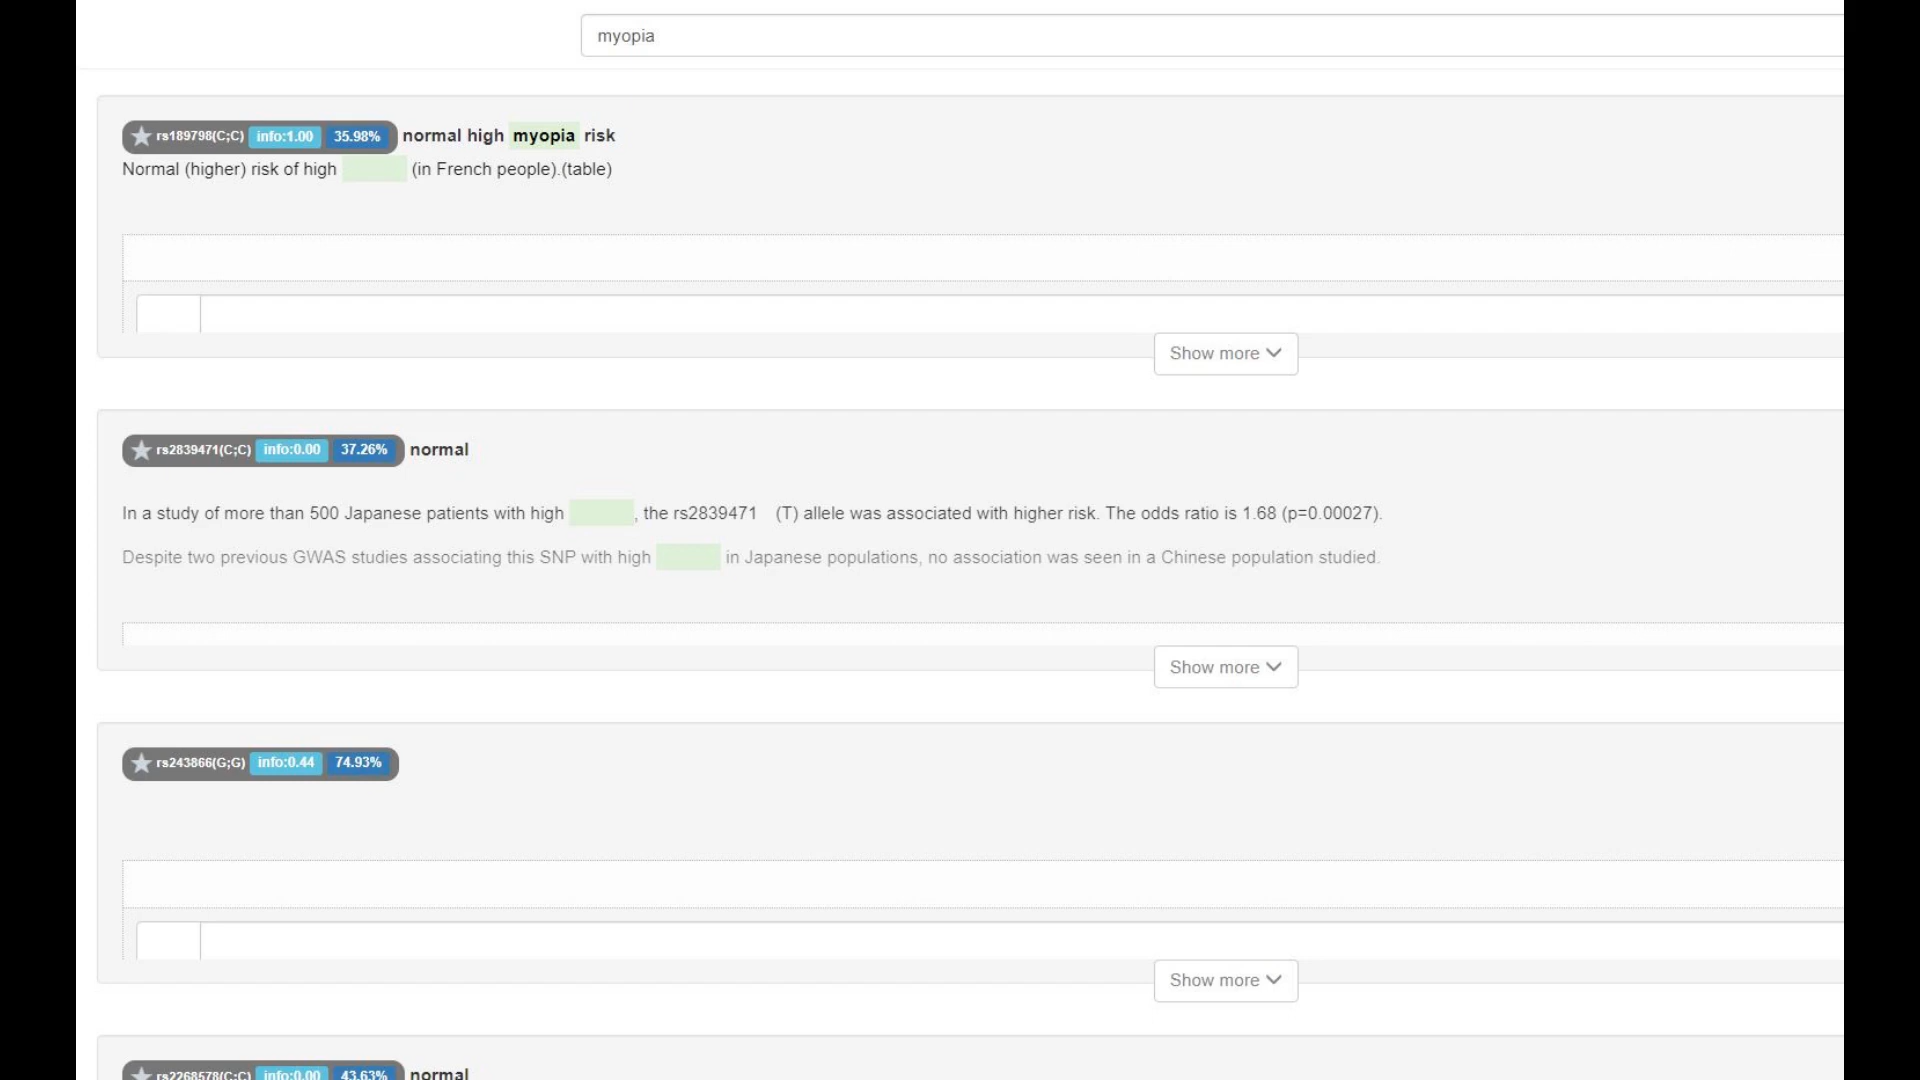 myopia
rs189798(C;C) info:1.00 35.98% normal high myopia risk
Normal (higher) risk of high (in French people).(table)
Show more
rs2839471(C;C) info:0.00 37.26% normal
In a study of more than 500 Japanese patients with high , the rs2839471 (T) allele was associated with higher risk. The odds ratio is 1.68 (p=0.00027).
Despite two previous GWAS studies associating this SNP with high in Japanese populations, no association was seen in a Chinese population studied.
Show more
rs243866(G;G) info:0.44 74.93%
Show more
rs2268578(C;C) info:0.00 43.63% normal